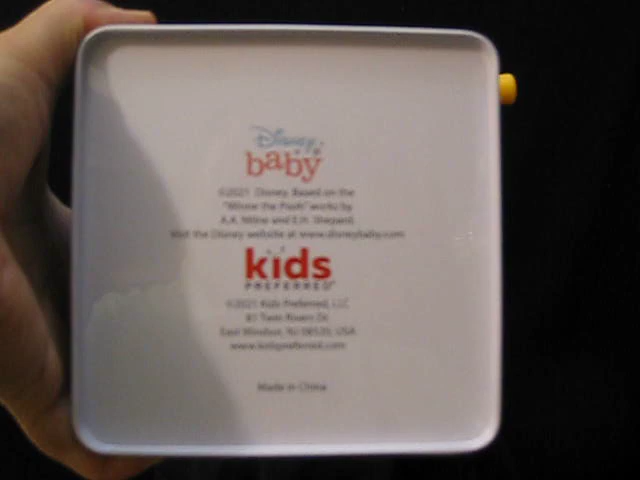 Disney
baby
©2021 Disney. Based on the
"Winnie the Pooh" works by
A.A. Milne and E.H. Shepard.
Visit the Disney website at www.disneybaby.com
kids
PREFERRED
©2021 Kids Preferred, LLC
81 Twin Rivers Dr.
East Windsor, NJ 08520, USA
www.kidspreferred.com
Made in China